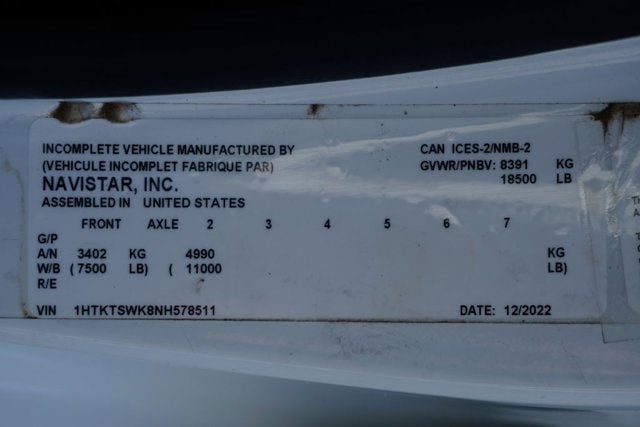 INCOMPLETE VEHICLE MANUFACTURED BY
(VEHICULE INCOMPLET FABRIQUE PAR)
NAVISTAR, INC.
ASSEMBLED IN UNITED STATES
CAN ICES-2/NMB-2
GVWR/PNBV: 8391 KG
18500 LB
FRONT AXLE 2 3 4 5 6 7
G/P
A/N 3402 KG 4990 KG
W/B ( 7500 LB) ( 11000 LB)
R/E
VIN 1HTKTSWK8NH578511 DATE: 12/2022